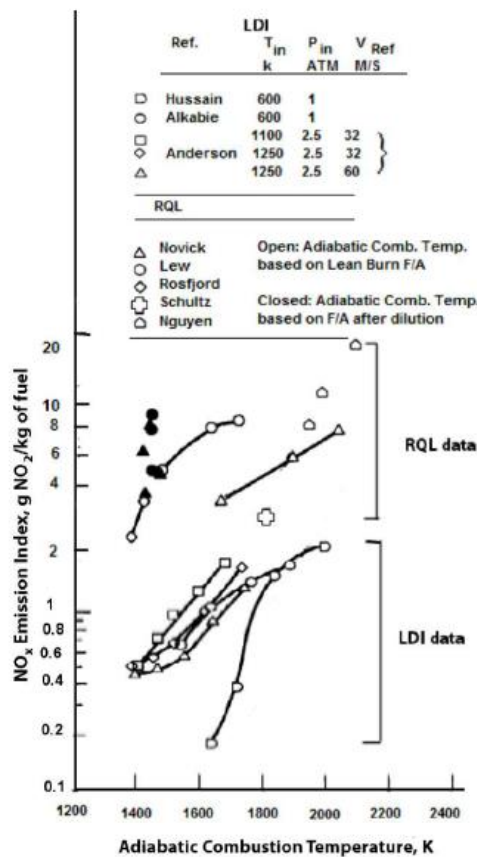 LDI
Ref. T in P in V Ref
k ATM M/S
Hussain 600 1
Alkabie 600 1
1100 2.5 32
Anderson 1250 2.5 32
1250 2.5 60
RQL
Novick Open: Adiabatic Comb. Temp.
Lew based on Lean Burn F/A
Rosfjord
Schultz Closed: Adiabatic Comb. Temp.
Nguyen based on F/A after dilution
20
10
8
6
4
2
1
0.8
0.6
0.4
0.2
0.1
NOx Emission Index, g NO2/kg of fuel
RQL data
LDI data
1200 1400 1600 1800 2000 2200 2400
Adiabatic Combustion Temperature, K